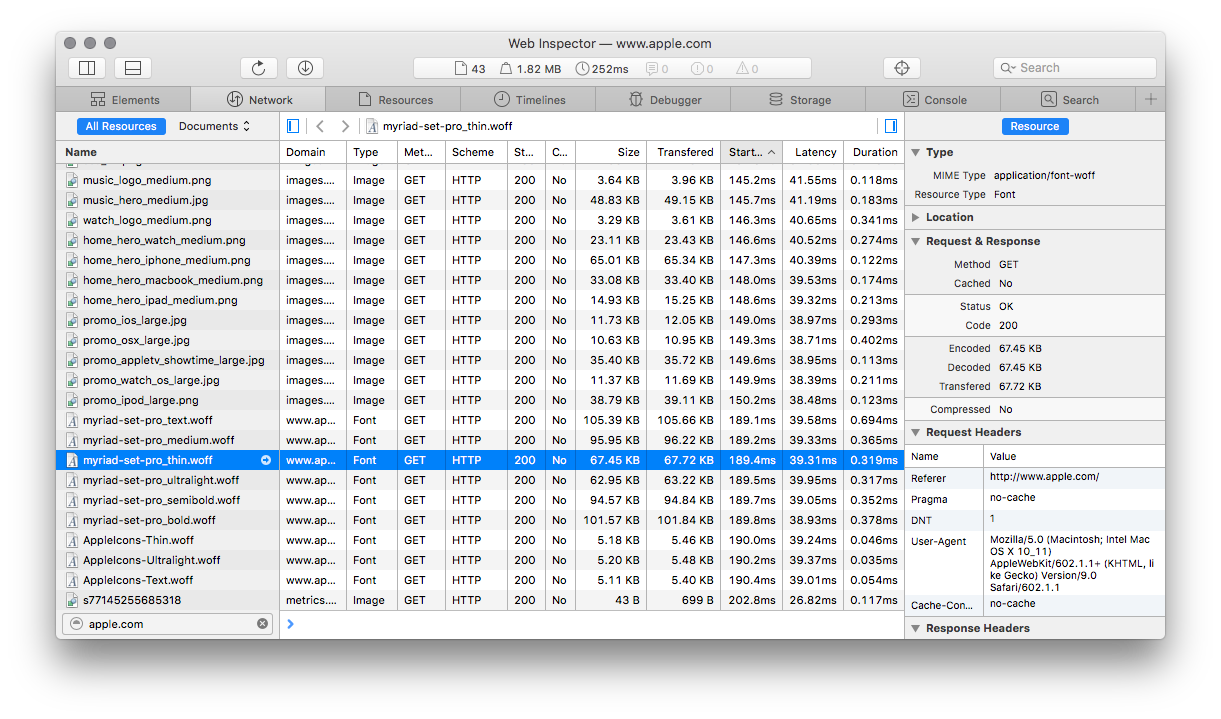 Web Inspector — www.apple.com
43 1.82 MB 252ms 0 0 0 Search
Elements Network Resources Timelines Debugger Storage Console Search
All Resources Documents myriad-set-pro_thin.woff Resource
Name Domain Type Met... Scheme St... C... Size Transfered Start... Latency Duration
music_logo_medium.png images.... Image GET HTTP 200 No 3.64 KB 3.96 KB 145.2ms 41.55ms 0.118ms
music_hero_medium.jpg images.... Image GET HTTP 200 No 48.83 KB 49.15 KB 145.7ms 41.19ms 0.183ms
watch_logo_medium.png images.... Image GET HTTP 200 No 3.29 KB 3.61 KB 146.3ms 40.65ms 0.341ms
home_hero_watch_medium.png images.... Image GET HTTP 200 No 23.11 KB 23.43 KB 146.6ms 40.52ms 0.274ms
home_hero_iphone_medium.png images.... Image GET HTTP 200 No 65.01 KB 65.34 KB 147.3ms 40.39ms 0.122ms
home_hero_macbook_medium.png images.... Image GET HTTP 200 No 33.08 KB 33.40 KB 148.0ms 39.53ms 0.174ms
home_hero_ipad_medium.png images.... Image GET HTTP 200 No 14.93 KB 15.25 KB 148.6ms 39.32ms 0.213ms
promo_ios_large.jpg images.... Image GET HTTP 200 No 11.73 KB 12.05 KB 149.0ms 38.97ms 0.293ms
promo_osx_large.jpg images.... Image GET HTTP 200 No 10.63 KB 10.95 KB 149.3ms 38.71ms 0.402ms
promo_appletv_showtime_large.jpg images.... Image GET HTTP 200 No 35.40 KB 35.72 KB 149.6ms 38.95ms 0.113ms
promo_watch_os_large.jpg images.... Image GET HTTP 200 No 11.37 KB 11.69 KB 149.9ms 38.39ms 0.211ms
promo_ipod_large.png images.... Image GET HTTP 200 No 38.79 KB 39.11 KB 150.2ms 38.48ms 0.123ms
myriad-set-pro_text.woff www.ap... Font GET HTTP 200 No 105.39 KB 105.66 KB 189.1ms 39.58ms 0.694ms
myriad-set-pro_medium.woff www.ap... Font GET HTTP 200 No 95.95 KB 96.22 KB 189.2ms 39.33ms 0.365ms
myriad-set-pro_thin.woff www.ap... Font GET HTTP 200 No 67.45 KB 67.72 KB 189.4ms 39.31ms 0.319ms
myriad-set-pro_ultralight.woff www.ap... Font GET HTTP 200 No 62.95 KB 63.22 KB 189.5ms 39.95ms 0.317ms
myriad-set-pro_semibold.woff www.ap... Font GET HTTP 200 No 94.57 KB 94.84 KB 189.7ms 39.05ms 0.352ms
myriad-set-pro_bold.woff www.ap... Font GET HTTP 200 No 101.57 KB 101.84 KB 189.8ms 38.93ms 0.378ms
AppleIcons-Thin.woff www.ap... Font GET HTTP 200 No 5.18 KB 5.46 KB 190.0ms 39.24ms 0.046ms
AppleIcons-Ultralight.woff www.ap... Font GET HTTP 200 No 5.20 KB 5.48 KB 190.2ms 39.37ms 0.035ms
AppleIcons-Text.woff www.ap... Font GET HTTP 200 No 5.11 KB 5.40 KB 190.4ms 39.01ms 0.054ms
s77145255685318 metrics.... Image GET HTTP 200 No 43 B 699 B 202.8ms 26.82ms 0.117ms
apple.com
Type
MIME Type application/font-woff
Resource Type Font
Location
Request & Response
Method GET
Cached No
Status OK
Code 200
Encoded 67.45 KB
Decoded 67.45 KB
Transfered 67.72 KB
Compressed No
Request Headers
Name Value
Referer http://www.apple.com/
Pragma no-cache
DNT 1
User-Agent Mozilla/5.0 (Macintosh; Intel Mac
OS X 10_11)
AppleWebKit/602.1.1+ (KHTML, li
ke Gecko) Version/9.0
Safari/602.1.1
Cache-Con... no-cache
Response Headers